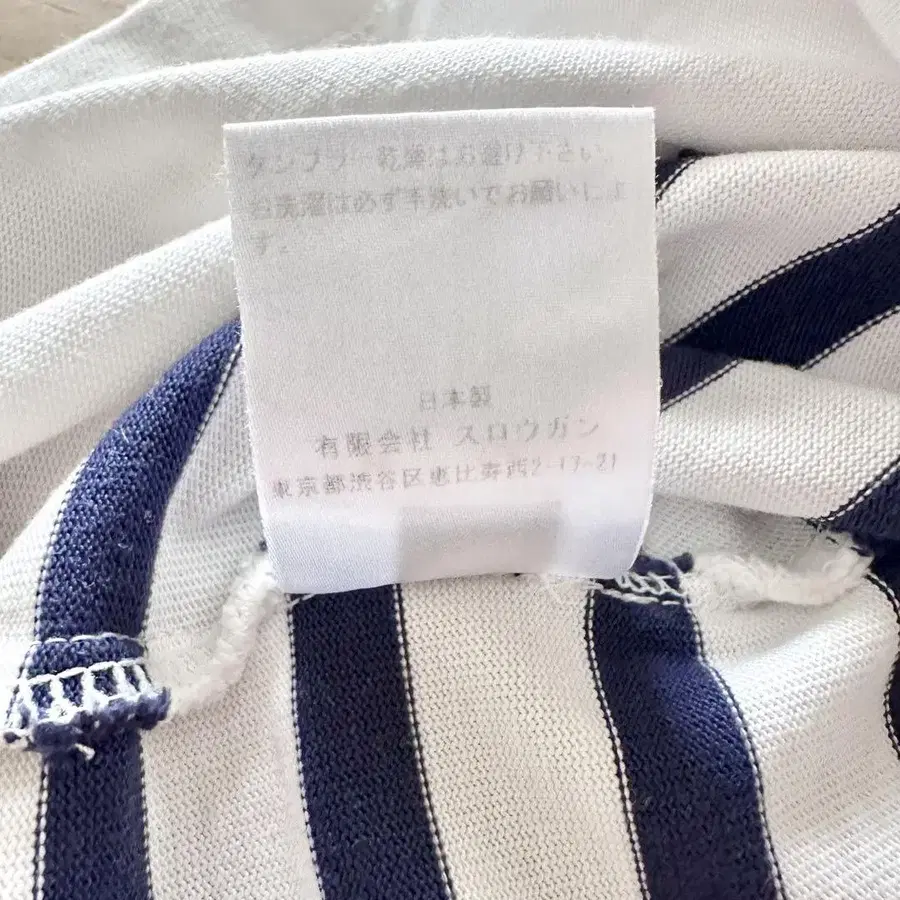 タンブラー乾燥はお避け下さい。
お洗濯は必ず手洗いでお願いしま
す。
日本製
有限会社 スロウガン
東京都渋谷区恵比寿西2-17-21